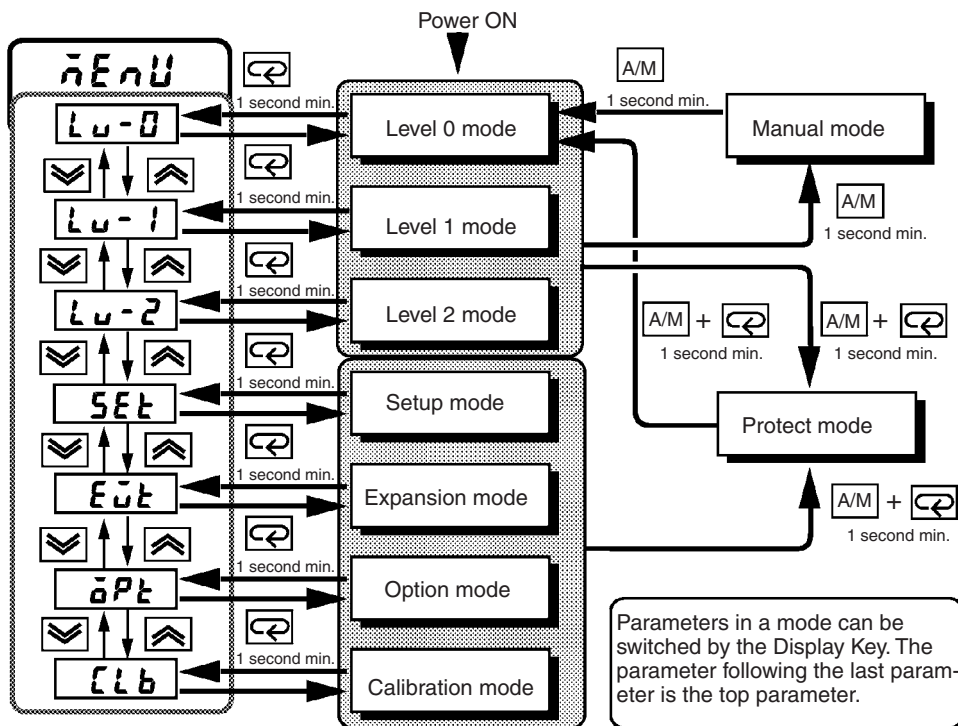 Power ON
mEnU
A/M
1 second min.
1 second min.
Lu-0
Level 0 mode
Manual mode
1 second min.
Lu-1
Level 1 mode
A/M
1 second min.
1 second min.
Lu-2
Level 2 mode
A/M +
1 second min.
A/M +
1 second min.
1 second min.
SEt
Setup mode
Protect mode
1 second min.
Eut
Expansion mode
A/M +
1 second min.
1 second min.
oPt
Option mode
1 second min.
CLb
Calibration mode
Parameters in a mode can be
switched by the Display Key. The
parameter following the last param-
eter is the top parameter.